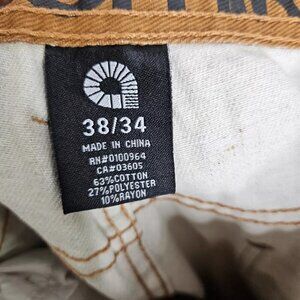 38/34
MADE IN CHINA
RN#0100964
CA#03605
63%COTTON
27%POLYESTER
10%RAYON